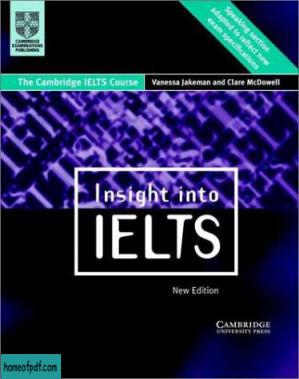 CAMBRIDGE
EXAMINATIONS
PUBLISHING
Speaking section
adapted to reflect new
exam specifications
The Cambridge IELTS Course
Vanessa Jakeman and Clare McDowell
Insight into
IELTS
New Edition
CAMBRIDGE
UNIVERSITY PRESS
homeofpdf.com